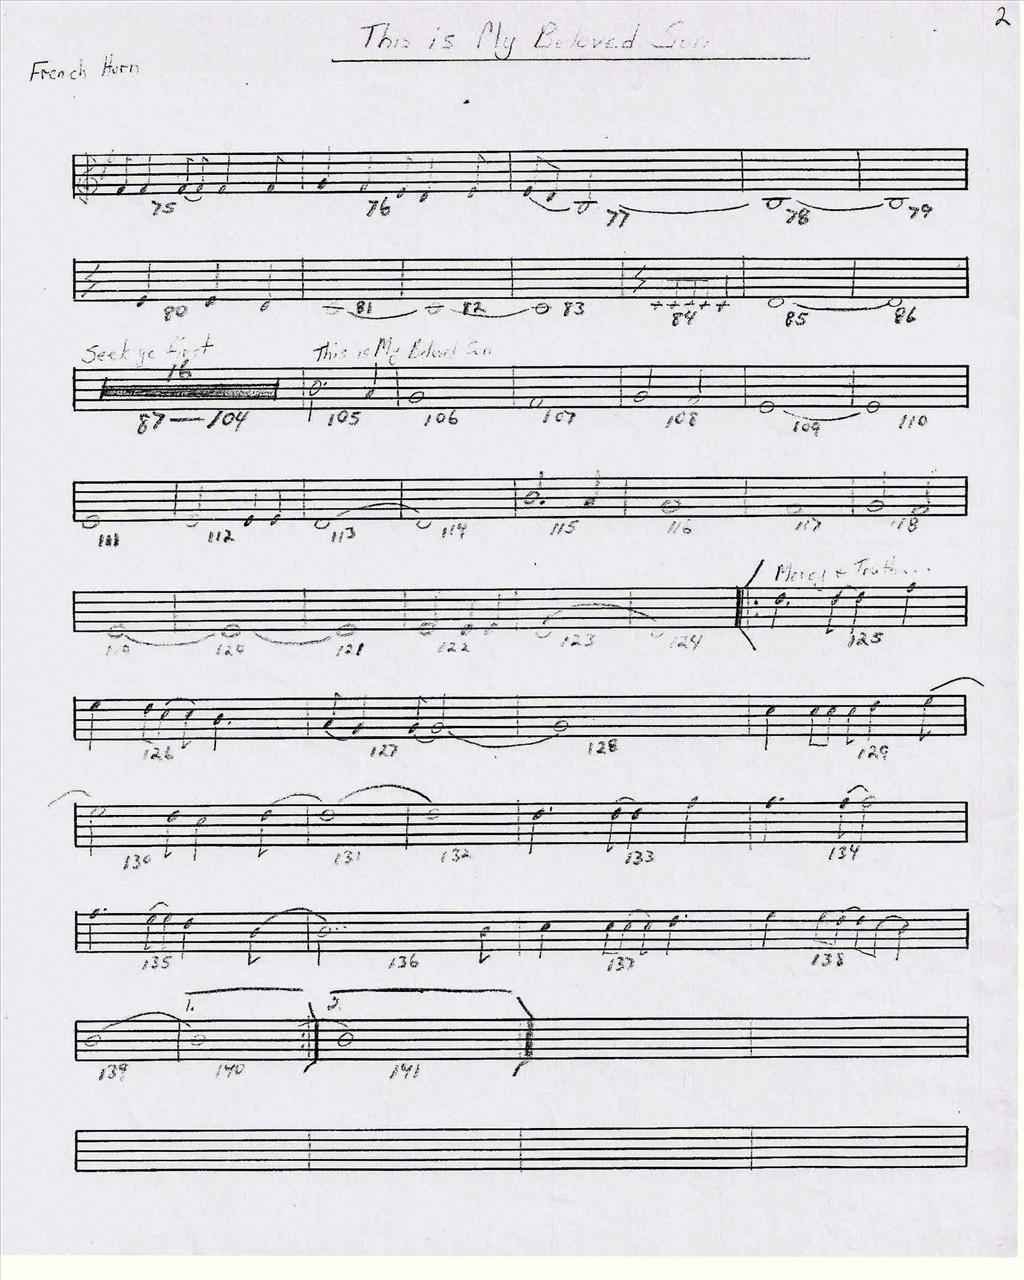 2
This is My Beloved Son
French Horn
75 76 77 78 79
80 81 82 83 84 85 86
Seek ye first This is My Beloved Son
16
87—104 105 106 107 108 109 110
111 112 113 114 115 116 117 118
Mercy + Truth...
119 120 121 122 123 124 125
126 127 128 129
130 131 132 133 134
135 136 137 138
1. 2.
139 140 141